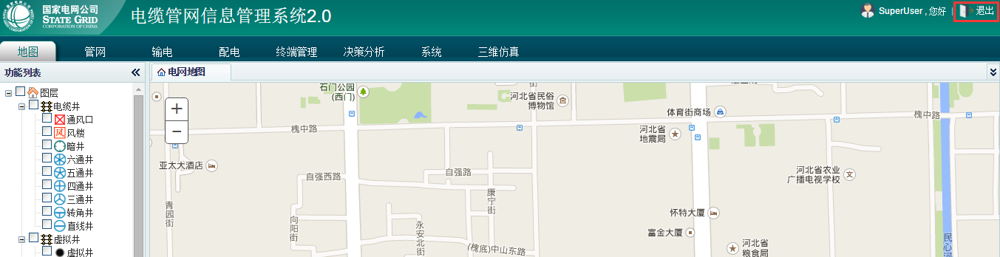 国家电网公司
STATE GRID
CORPORATION OF CHINA
电缆管网信息管理系统2.0
SuperUser , 您好 | 退出
地图 管网 输电 配电 终端管理 决策分析 系统 三维仿真
功能列表
电网地图
图层
电缆井
通风口
风
风楼
暗井
六通井
五通井
四通井
三通井
转角井
直线井
虚拟井
虚拟井
+
−
石门公园
(西门)
街
河北省民俗
博物馆
体育街商场
槐中路
槐中路
河北省
地震局
亚太大酒店
自强西路
自强路
河北省农业
广播电视学校
文
青园街
康宁街
向阳街
永安北街
怀特大厦
富金大厦
(槐底)中山东路
河北省
粮食局
民心河